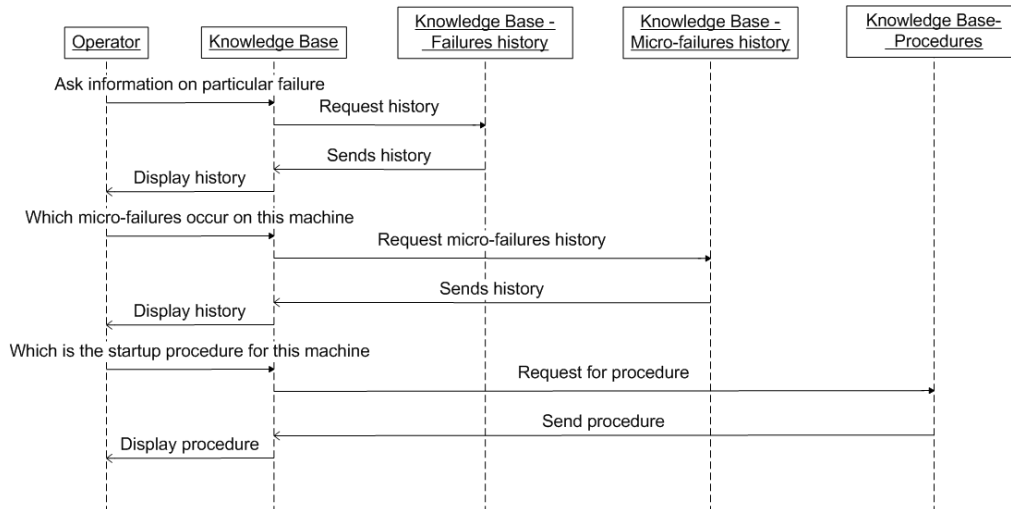 Operator
Knowledge Base
Knowledge Base -
Failures history
Knowledge Base -
Micro-failures history
Knowledge Base-
Procedures
Ask information on particular failure
Request history
Sends history
Display history
Which micro-failures occur on this machine
Request micro-failures history
Sends history
Display history
Which is the startup procedure for this machine
Request for procedure
Send procedure
Display procedure